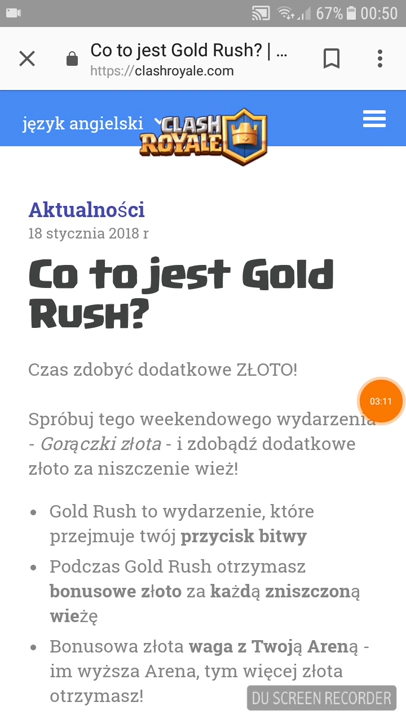 67% 00:50
Co to jest Gold Rush? | ...
https://clashroyale.com
język angielski
CLASH
ROYALE
Aktualności
18 stycznia 2018 r
Co to jest Gold
Rush?
Czas zdobyć dodatkowe ZŁOTO!
Spróbuj tego weekendowego wydarzenia
- Gorączki złota - i zdobądź dodatkowe
złoto za niszczenie wież!
03:11
• Gold Rush to wydarzenie, które
przejmuje twój przycisk bitwy
• Podczas Gold Rush otrzymasz
bonusowe złoto za każdą zniszczoną
wieżę
• Bonusowa złota waga z Twoją Areną -
im wyższa Arena, tym więcej złota
otrzymasz!
DU SCREEN RECORDER